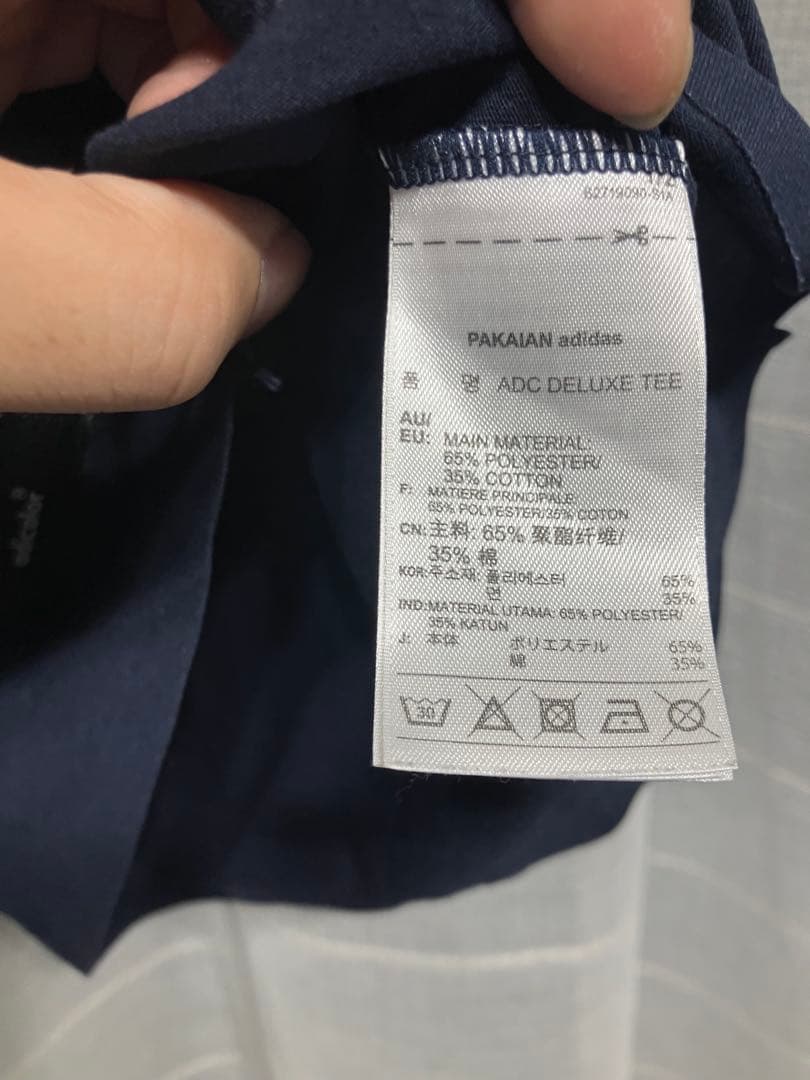 62719090-S1A
PAKAIAN adidas
품 명 ADC DELUXE TEE
AU/
EU: MAIN MATERIAL:
65% POLYESTER/
35% COTTON
F: MATIERE PRINCIPALE:
65% POLYESTER/35% COTON
CN: 主料: 65% 聚酯纤维/
35% 棉
KOR: 주소재: 폴리에스터 65%
면 35%
IND: MATERIAL UTAMA: 65% POLYESTER/
35% KATUN
J: 本体 ポリエステル 65%
綿 35%
30